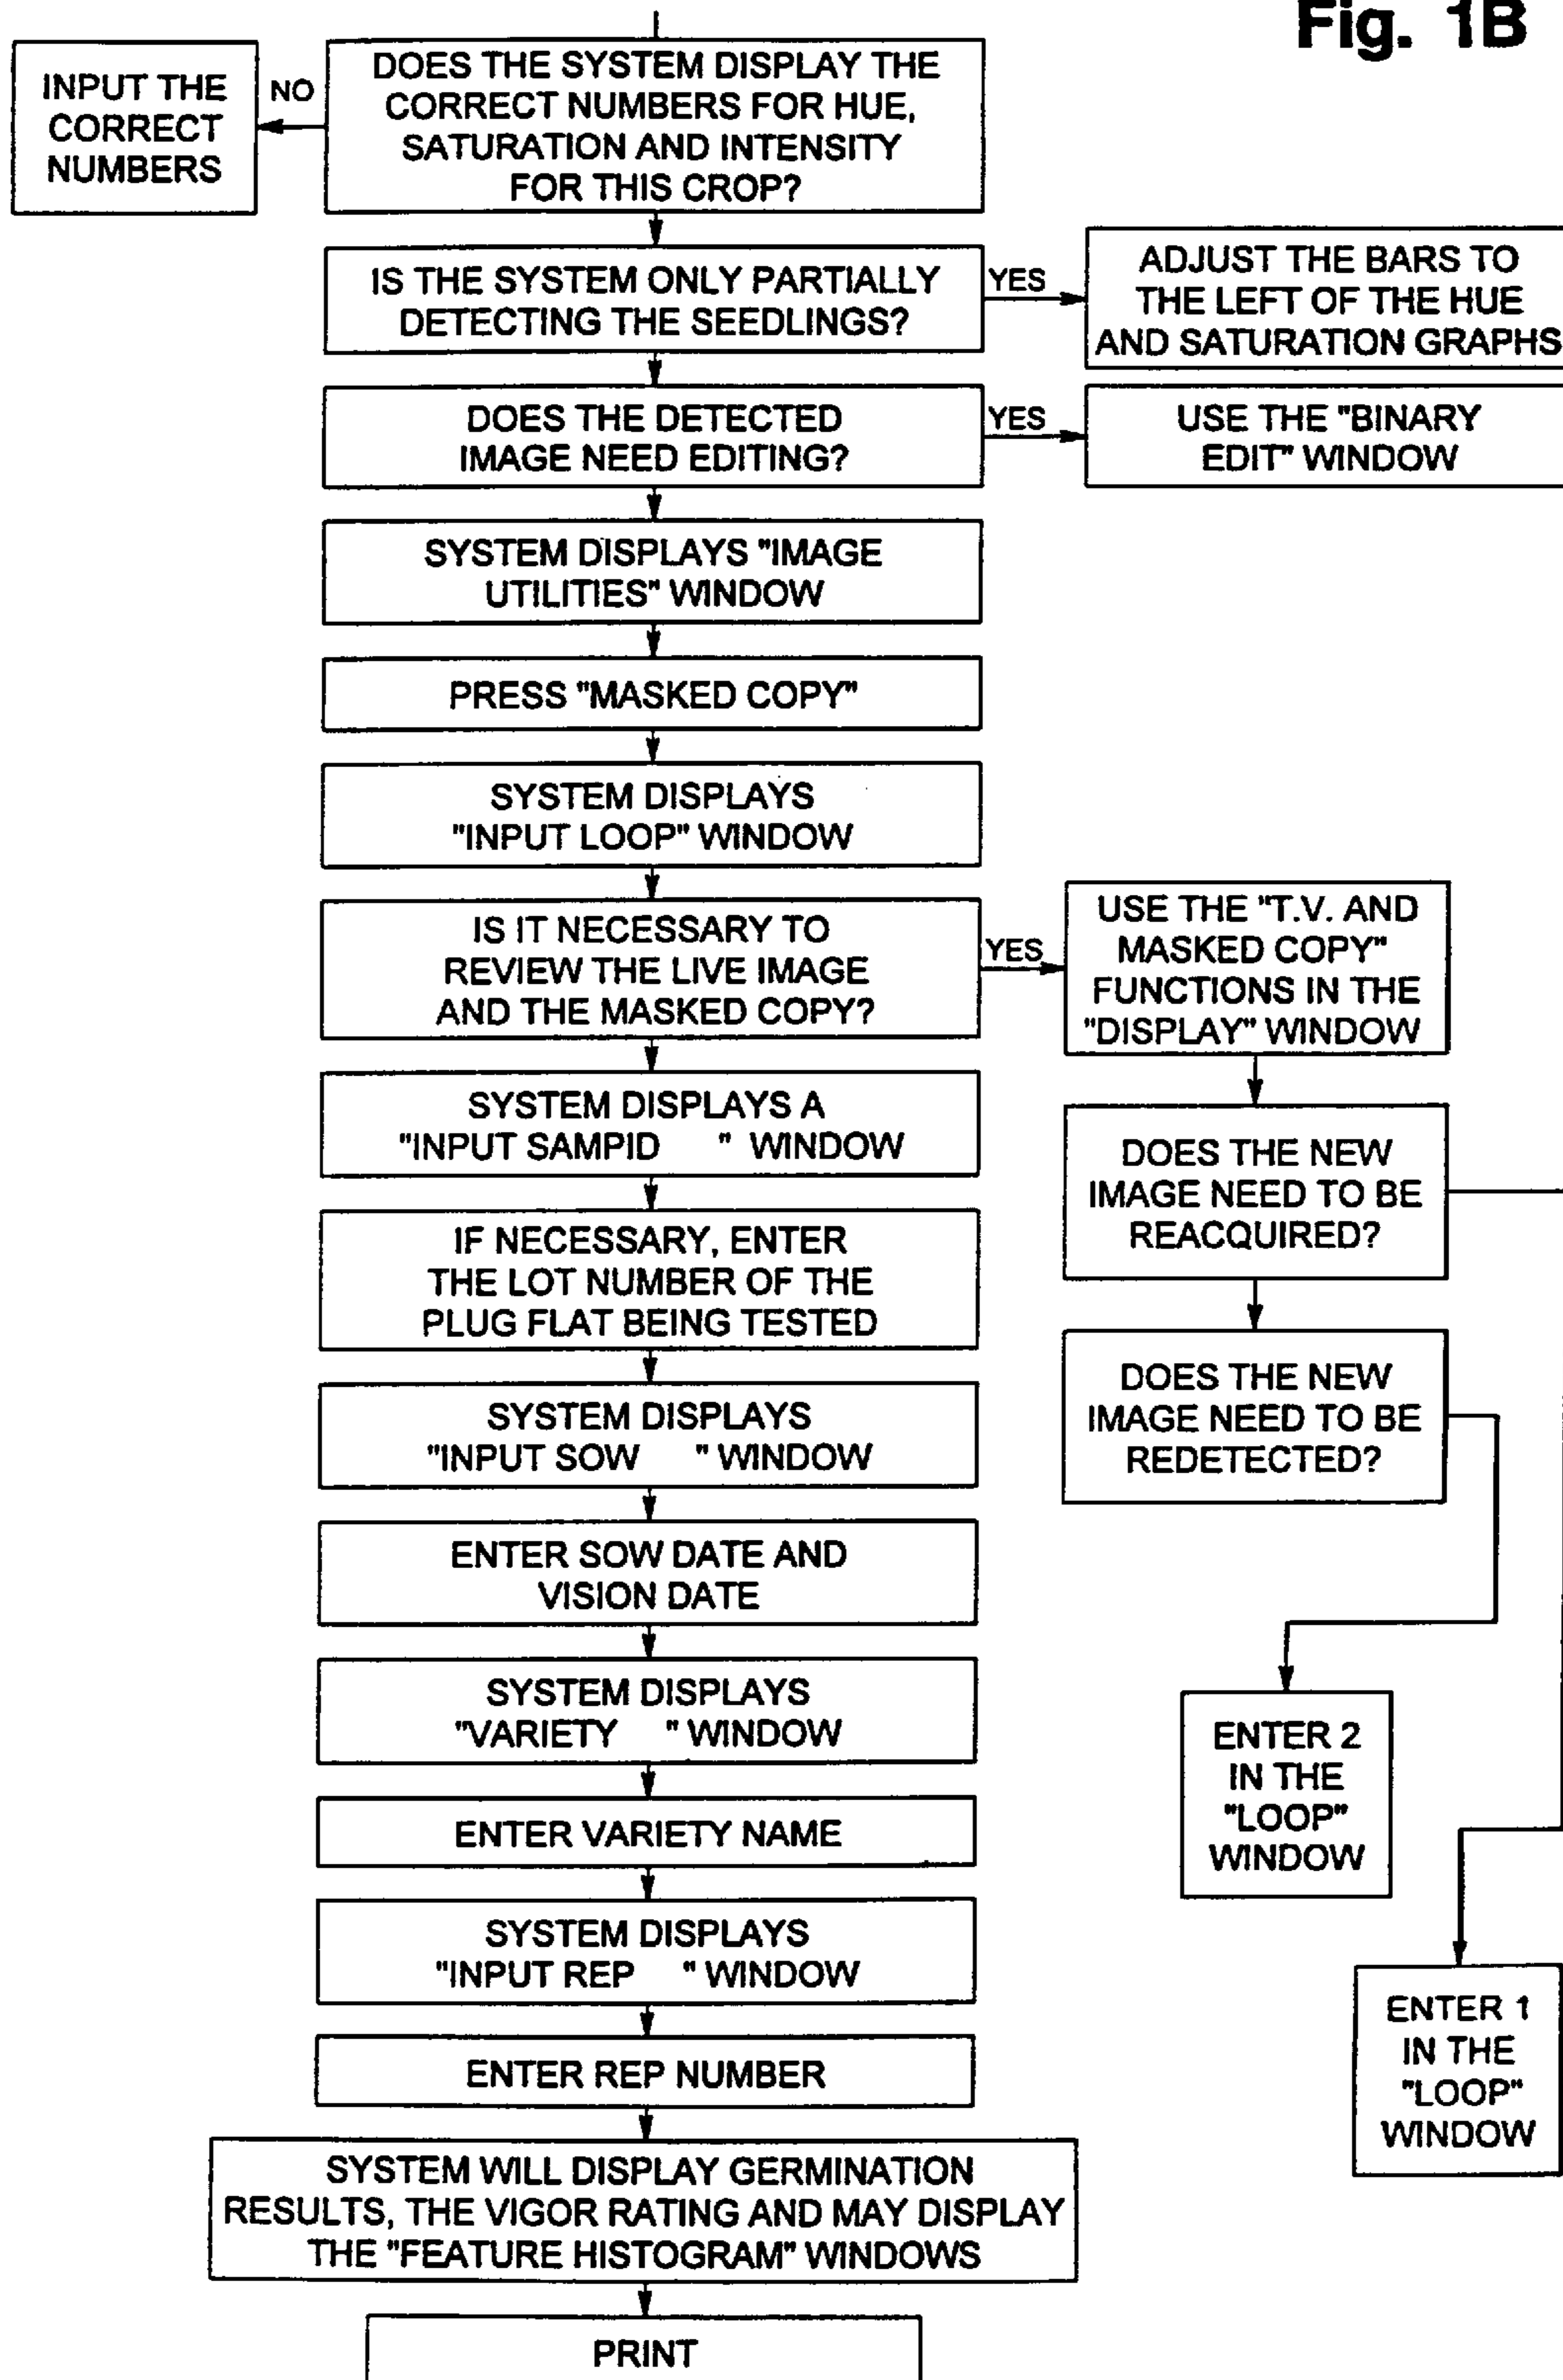 Fig. 1B
INPUT THE
CORRECT
NUMBERS
NO
DOES THE SYSTEM DISPLAY THE
CORRECT NUMBERS FOR HUE,
SATURATION AND INTENSITY
FOR THIS CROP?
IS THE SYSTEM ONLY PARTIALLY
DETECTING THE SEEDLINGS?
YES
ADJUST THE BARS TO
THE LEFT OF THE HUE
AND SATURATION GRAPHS
DOES THE DETECTED
IMAGE NEED EDITING?
YES
USE THE "BINARY
EDIT" WINDOW
SYSTEM DISPLAYS "IMAGE
UTILITIES" WINDOW
PRESS "MASKED COPY"
SYSTEM DISPLAYS
"INPUT LOOP" WINDOW
IS IT NECESSARY TO
REVIEW THE LIVE IMAGE
AND THE MASKED COPY?
YES
USE THE "T.V. AND
MASKED COPY"
FUNCTIONS IN THE
"DISPLAY" WINDOW
SYSTEM DISPLAYS A
"INPUT SAMPID " WINDOW
DOES THE NEW
IMAGE NEED TO BE
REACQUIRED?
IF NECESSARY, ENTER
THE LOT NUMBER OF THE
PLUG FLAT BEING TESTED
DOES THE NEW
IMAGE NEED TO BE
REDETECTED?
SYSTEM DISPLAYS
"INPUT SOW " WINDOW
ENTER SOW DATE AND
VISION DATE
SYSTEM DISPLAYS
"VARIETY " WINDOW
ENTER 2
IN THE
"LOOP"
WINDOW
ENTER VARIETY NAME
SYSTEM DISPLAYS
"INPUT REP " WINDOW
ENTER 1
IN THE
"LOOP"
WINDOW
ENTER REP NUMBER
SYSTEM WILL DISPLAY GERMINATION
RESULTS, THE VIGOR RATING AND MAY DISPLAY
THE "FEATURE HISTOGRAM" WINDOWS
PRINT